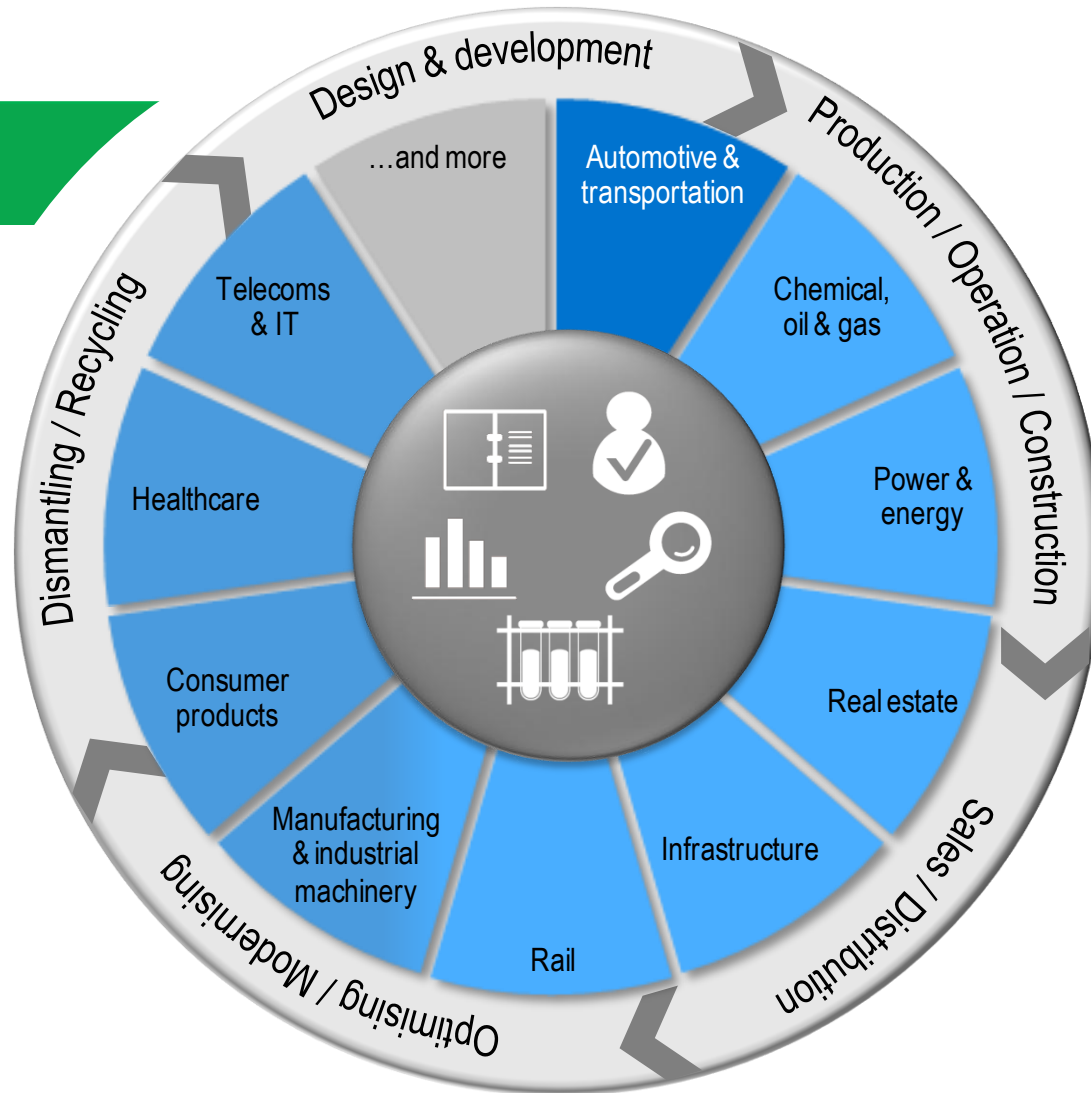 Design & development
Production / Operation / Construction
Sales / Distribution
Optimising / Modernising
Dismantling / Recycling
…and more
Automotive &
transportation
Chemical,
oil & gas
Power &
energy
Real estate
Infrastructure
Rail
Manufacturing
& industrial
machinery
Consumer
products
Healthcare
Telecoms
& IT